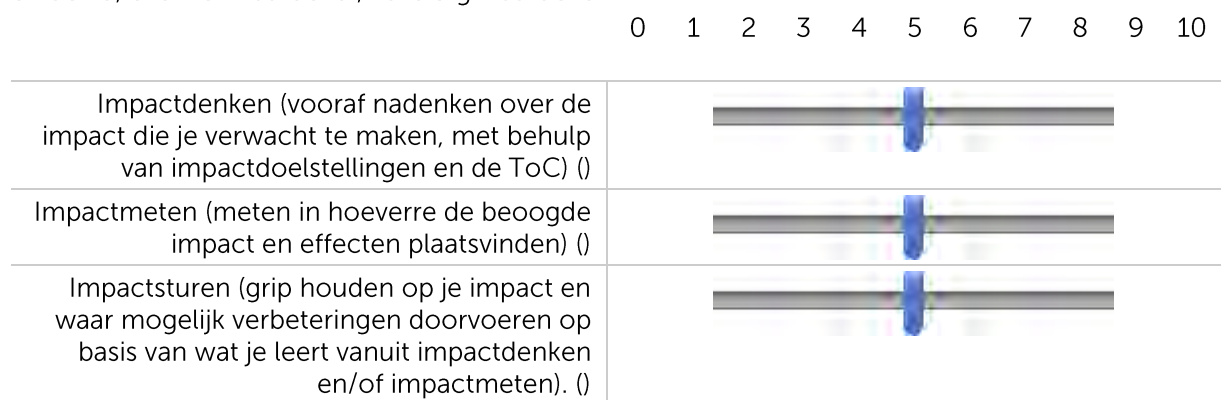 0 1 2 3 4 5 6 7 8 9 10
Impactdenken (vooraf nadenken over de
impact die je verwacht te maken, met behulp
van impactdoelstellingen en de ToC) ()
Impactmeten (meten in hoeverre de beoogde
impact en effecten plaatsvinden) ()
Impactsturen (grip houden op je impact en
waar mogelijk verbeteringen doorvoeren op
basis van wat je leert vanuit impactdenken
en/of impactmeten). ()